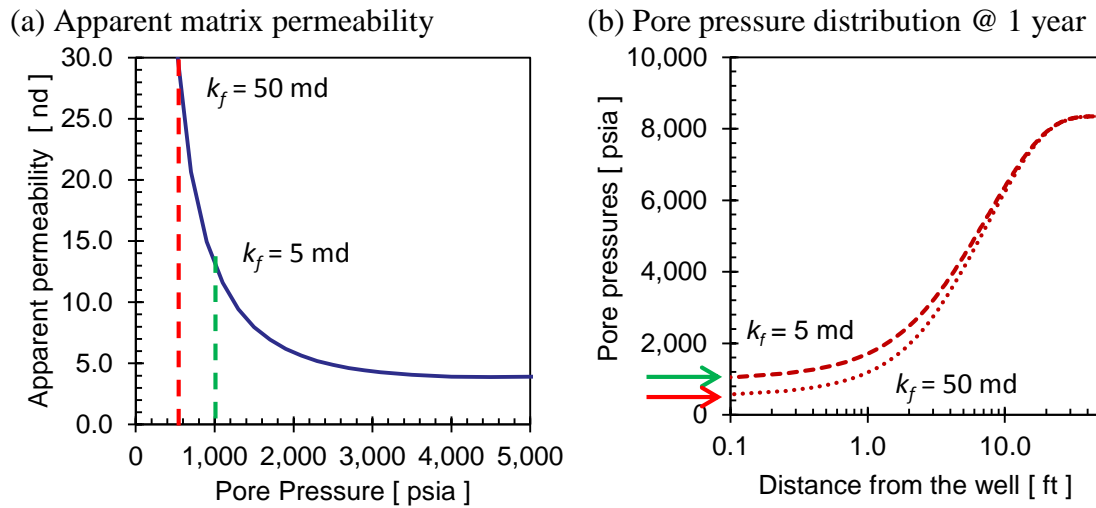 (a) Apparent matrix permeability
30.0
25.0
20.0
15.0
10.0
5.0
0.0
Apparent permeability [ nd ]
k_f = 50 md
k_f = 5 md
0 1,000 2,000 3,000 4,000 5,000
Pore Pressure [ psia ]
(b) Pore pressure distribution @ 1 year
10,000
8,000
6,000
4,000
2,000
0
Pore pressures [ psia ]
k_f = 5 md
k_f = 50 md
0.1 1.0 10.0
Distance from the well [ ft ]